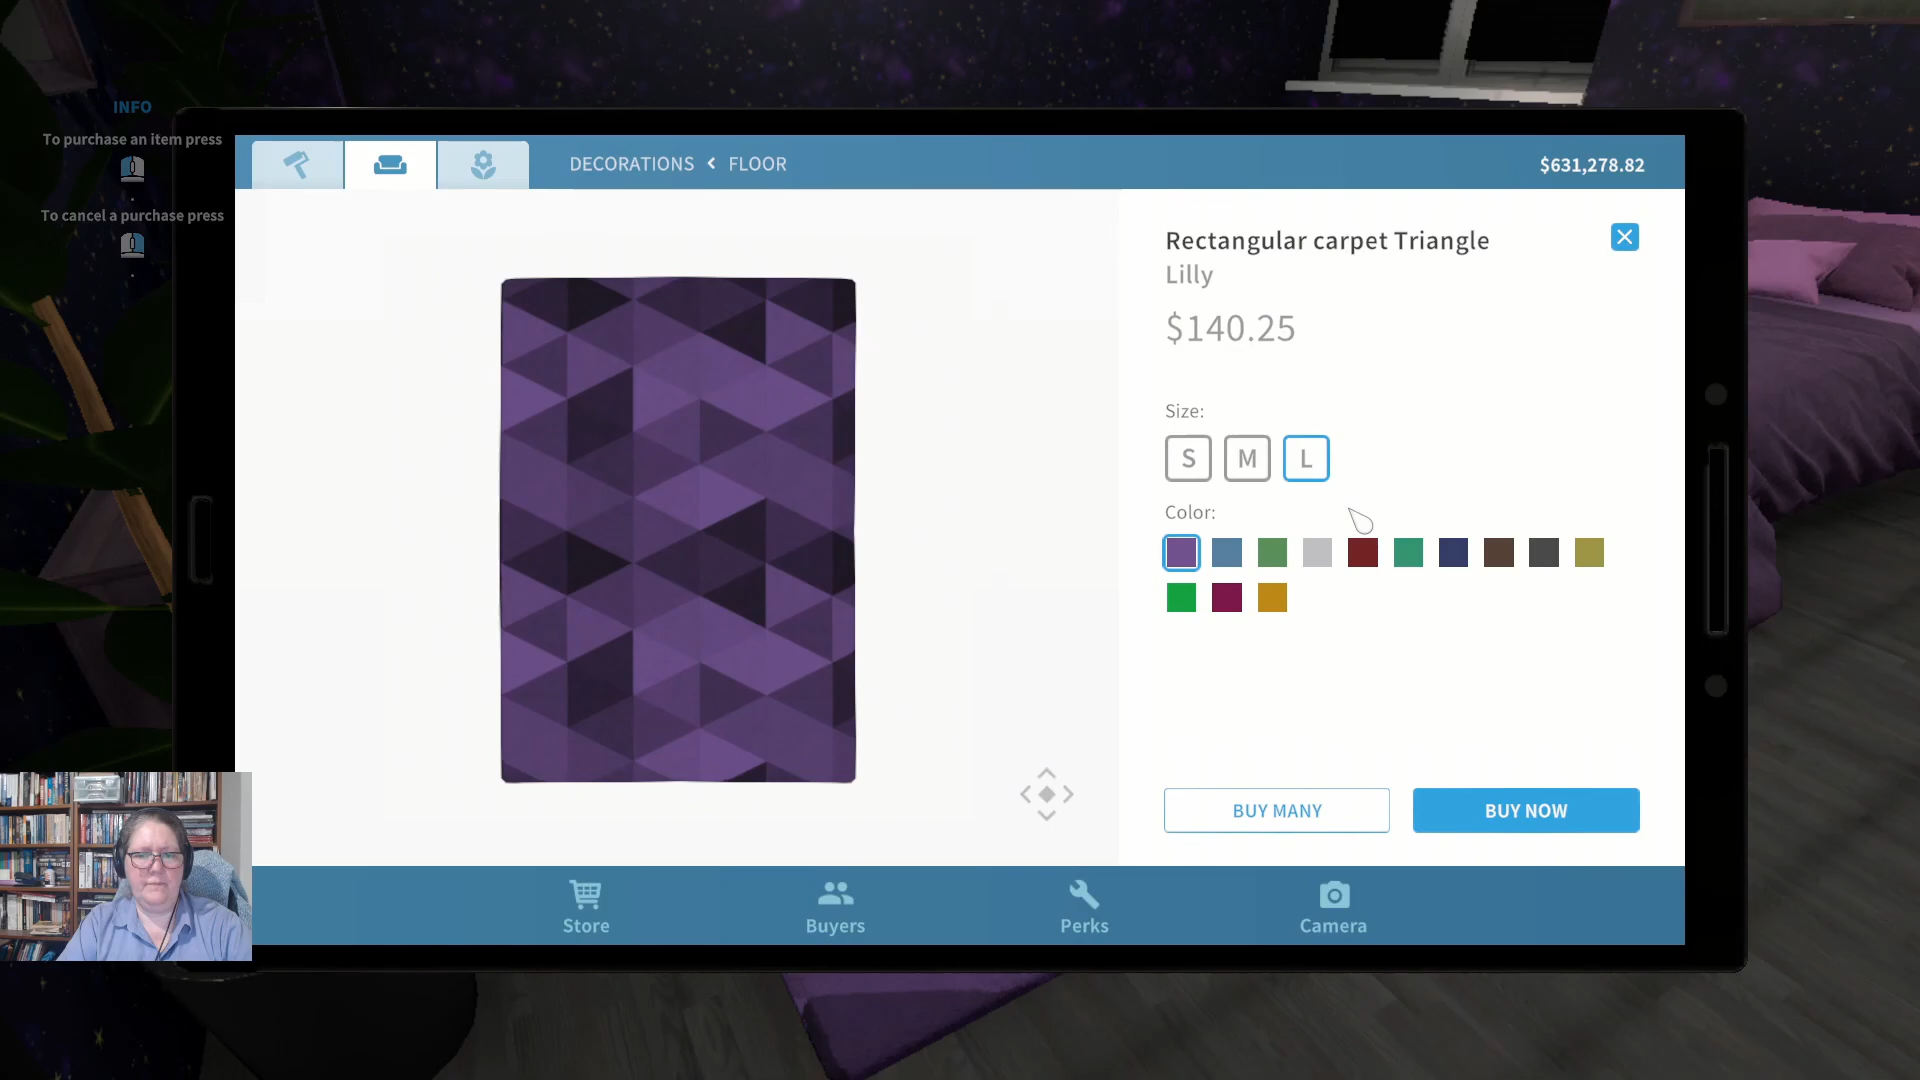 INFO
To purchase an item press
To cancel a purchase press
DECORATIONS < FLOOR
$631,278.82
Rectangular carpet Triangle
Lilly
$140.25
Size:
S M L
Color:
BUY MANY
BUY NOW
Store
Buyers
Perks
Camera